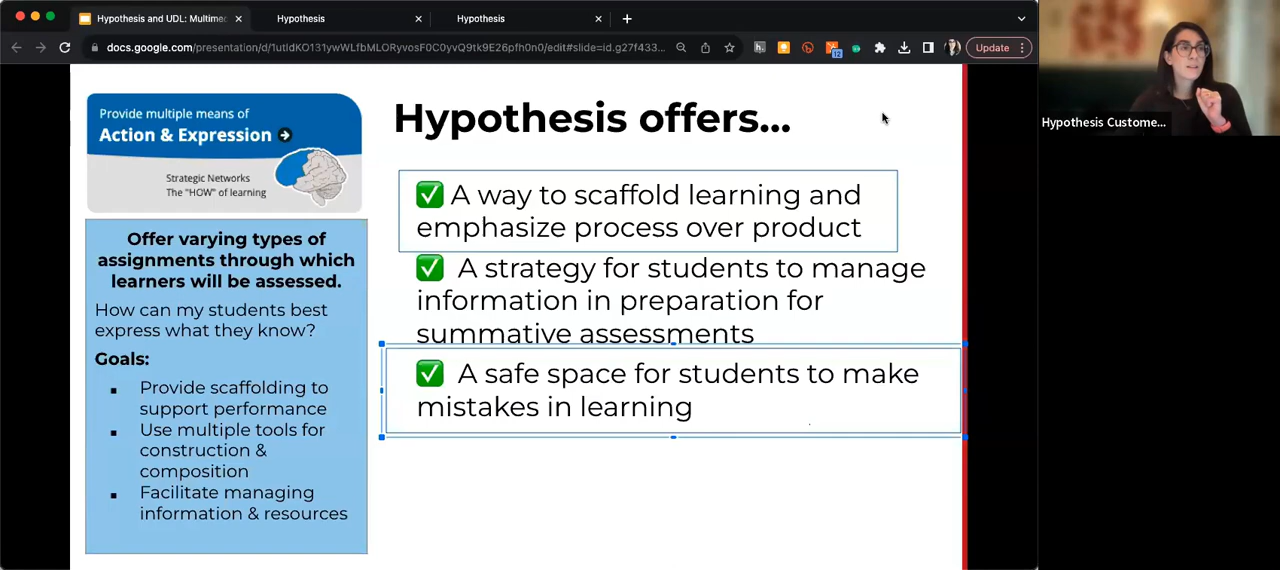 Hypothesis and UDL: Multimed
Hypothesis
Hypothesis
docs.google.com/presentation/d/1utIdKO131ywWLfbMLORyvosF0C0yvQ9tk9E26pfh0n0/edit#slide=id.g27f433...
12
Update
Hypothesis Custome...
Provide multiple means of
Action & Expression
Strategic Networks
The "HOW" of learning
Offer varying types of
assignments through which
learners will be assessed.
How can my students best
express what they know?
Goals:
Provide scaffolding to
support performance
Use multiple tools for
construction &
composition
Facilitate managing
information & resources
Hypothesis offers...
✅ A way to scaffold learning and
emphasize process over product
✅ A strategy for students to manage
information in preparation for
summative assessments
✅ A safe space for students to make
mistakes in learning